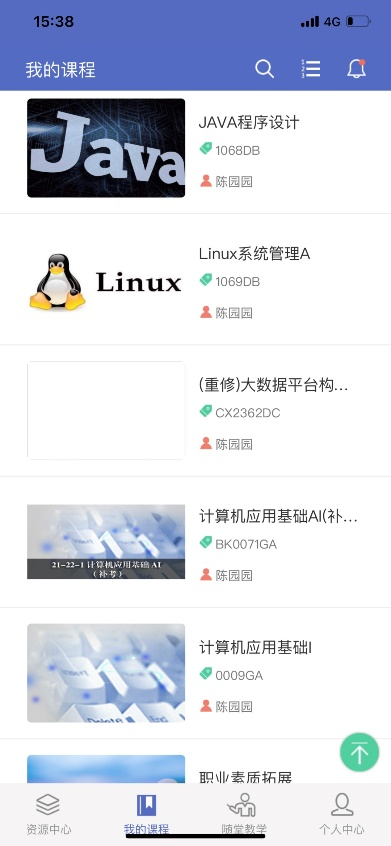 15:38
4G
我的课程
Java
JAVA程序设计
1068DB
陈园园
Linux
Linux系统管理A
1069DB
陈园园
(重修)大数据平台构...
CX2362DC
陈园园
21-22-1 计算机应用基础 AI
（补考）
计算机应用基础AI(补...
BK0071GA
陈园园
Insert
Delete
End
计算机应用基础I
0009GA
陈园园
职业素质拓展
资源中心
我的课程
随堂教学
个人中心